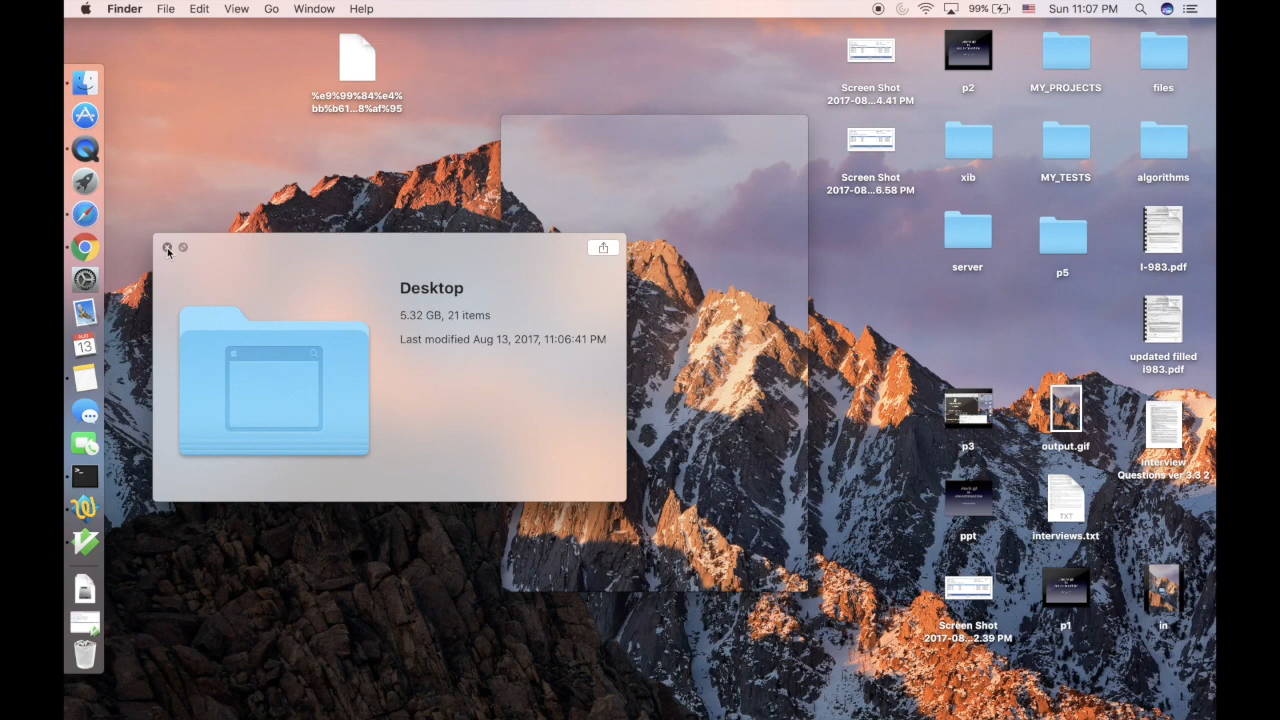 Finder File Edit View Go Window Help 99% Sun 11:07 PM
%e9%99%84%e4%
bb%b61...8%af%95
Screen Shot
2017-08...4.41 PM
p2
MY_PROJECTS
files
Screen Shot
2017-08...6.58 PM
xib
MY_TESTS
algorithms
server
p5
I-983.pdf
Desktop
5.32 GB, 21 items
Last modified Aug 13, 2017, 11:06:41 PM
updated filled
i983.pdf
p3
output.gif
Interview
Questions ver 3.3 2
ppt
TXT
interviews.txt
Screen Shot
2017-08...2.39 PM
p1
in
AUG
13